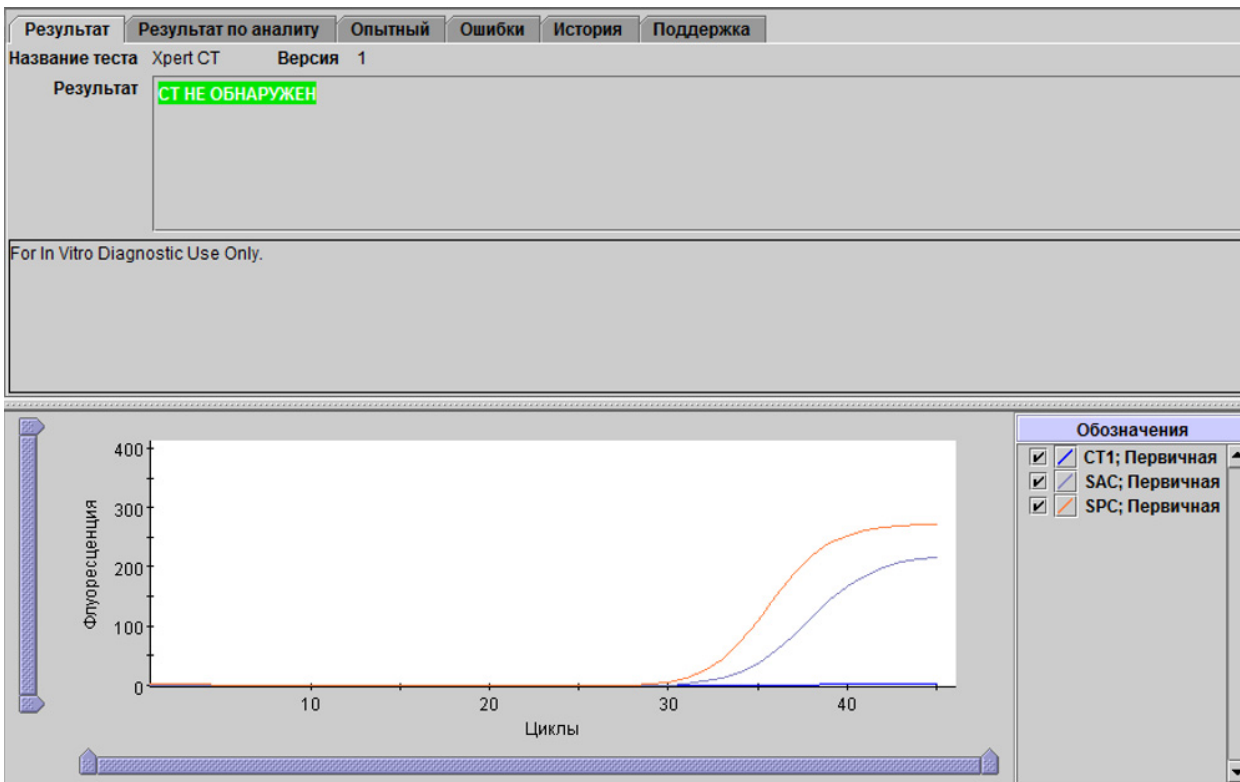 Результат Результат по аналиту Опытный Ошибки История Поддержка
Название теста Xpert CT Версия 1
Результат CT НЕ ОБНАРУЖЕН
For In Vitro Diagnostic Use Only.
Обозначения
CT1; Первичная
SAC; Первичная
SPC; Первичная
Флуоресценция
400
300
200
100
0
10 20 30 40
Циклы